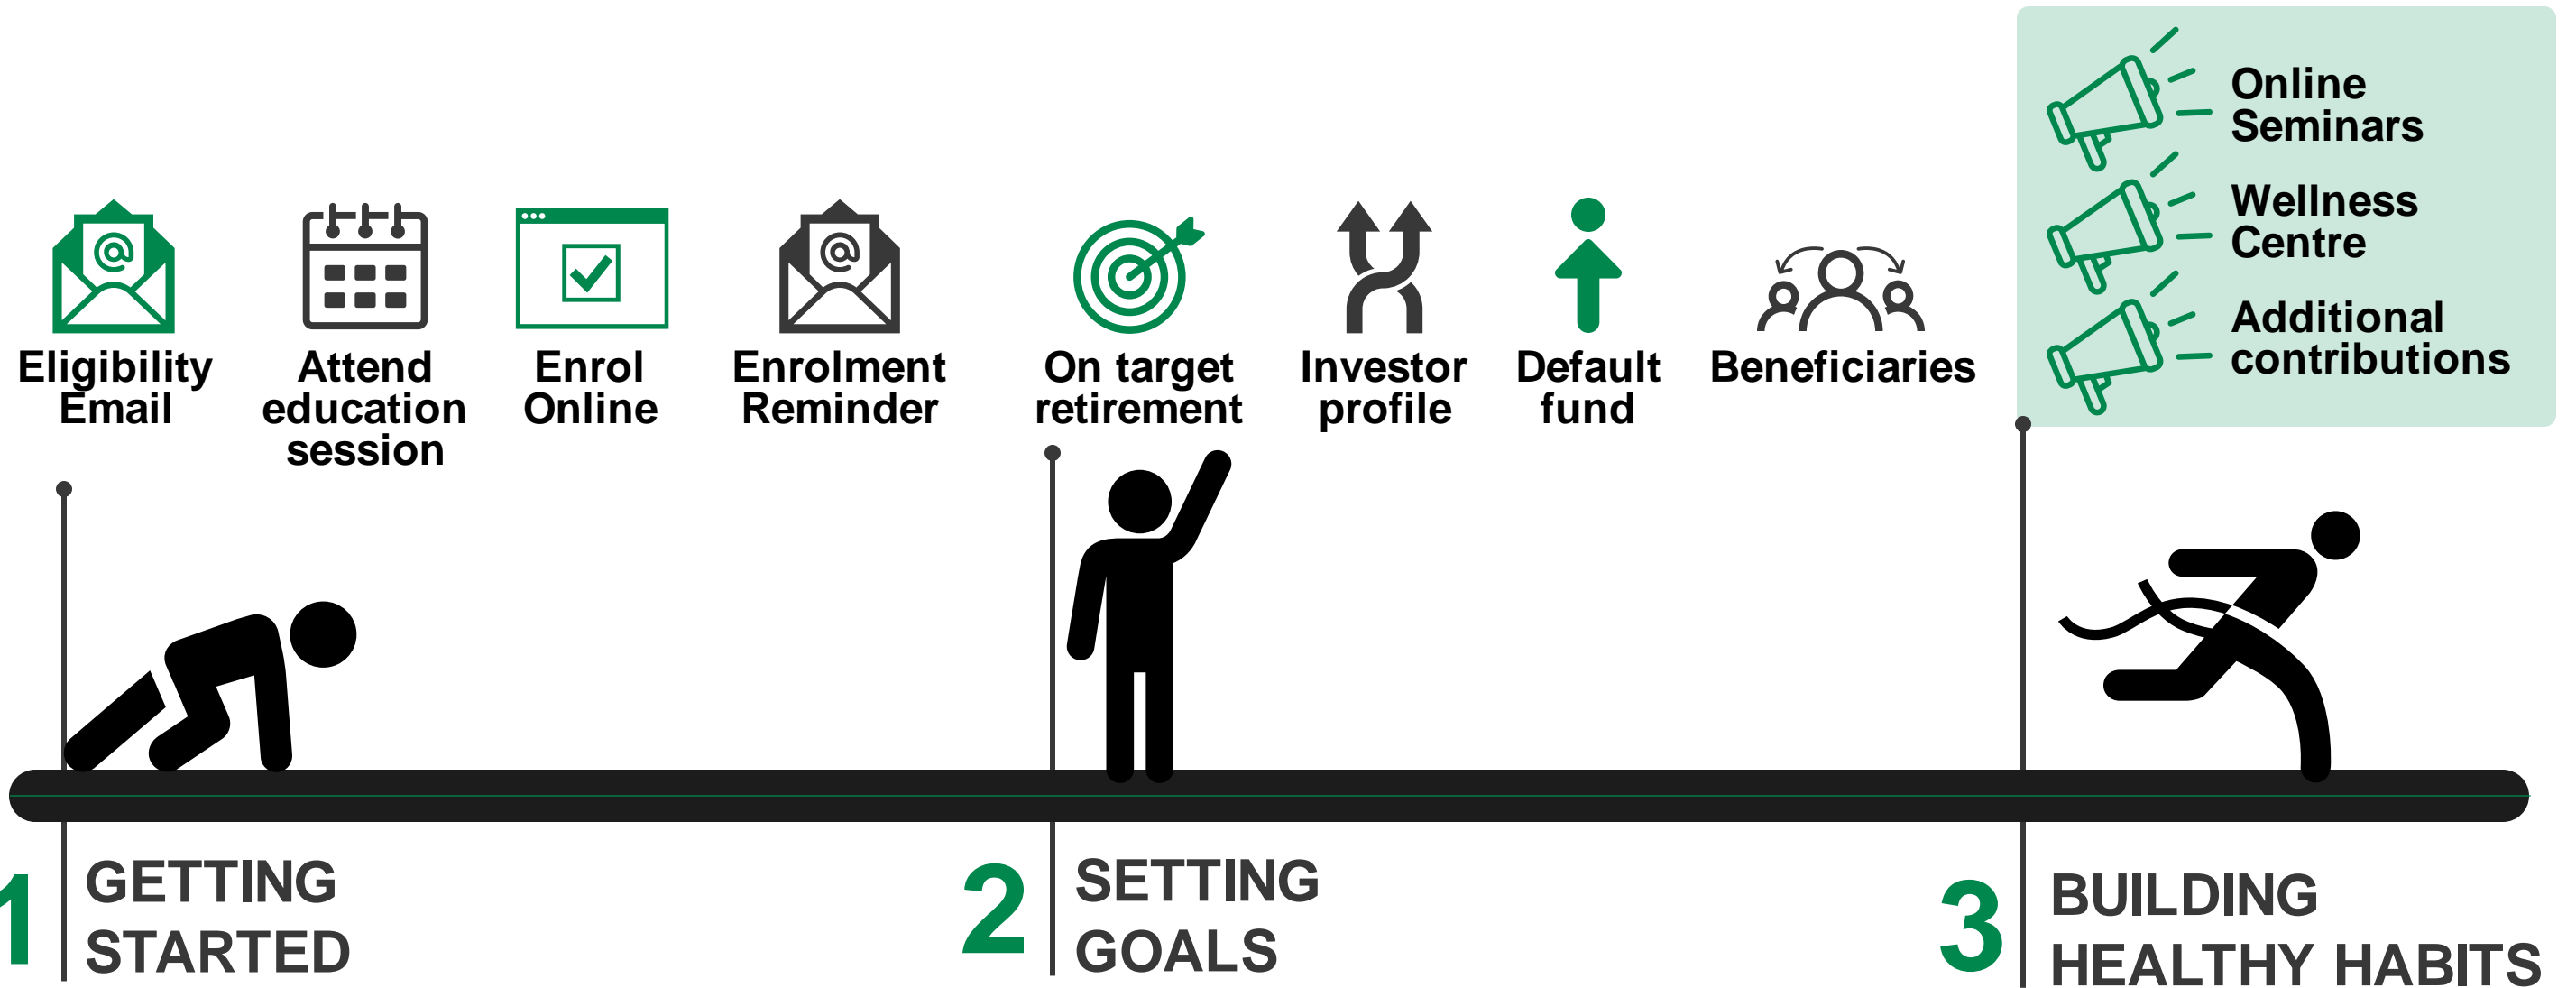 Eligibility
Email
Attend
education
session
Enrol
Online
Enrolment
Reminder
On target
retirement
Investor
profile
Default
fund
Beneficiaries
Online
Seminars
Wellness
Centre
Additional
contributions
1
GETTING
STARTED
2
SETTING
GOALS
3
BUILDING
HEALTHY HABITS